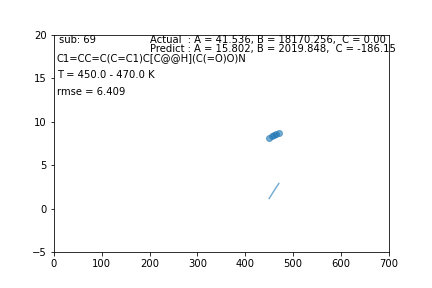 sub: 69
Actual : A = 41.536, B = 18170.256, C = 0.00
Predict : A = 15.802, B = 2019.848, C = -186.15
C1=CC=C(C=C1)C[C@@H](C(=O)O)N
T = 450.0 - 470.0 K
rmse = 6.409
20
15
10
5
0
−5
0 100 200 300 400 500 600 700